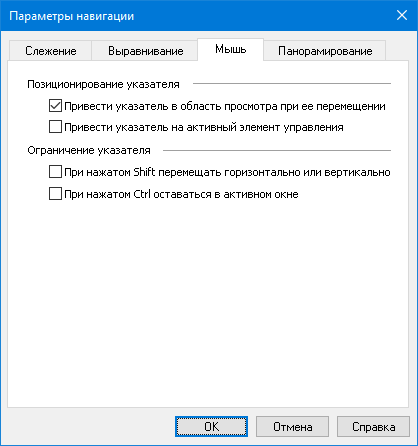 Параметры навигации
Слежение
Выравнивание
Мышь
Панорамирование
Позиционирование указателя
Привести указатель в область просмотра при ее перемещении
Привести указатель на активный элемент управления
Ограничение указателя
При нажатом Shift перемещать горизонтально или вертикально
При нажатом Ctrl оставаться в активном окне
OK
Отмена
Справка